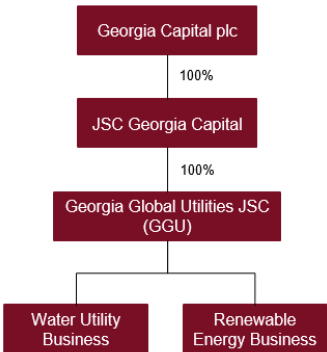 Georgia Capital plc
100%
JSC Georgia Capital
100%
Georgia Global Utilities JSC
(GGU)
Water Utility
Business
Renewable
Energy Business